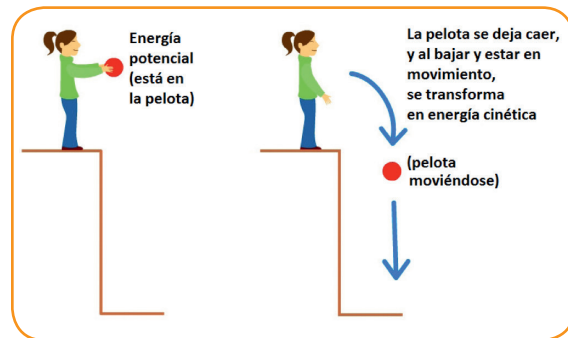 Energía
potencial
(está en
la pelota)
La pelota se deja caer,
y al bajar y estar en
movimiento,
se transforma
en energía cinética
(pelota
moviéndose)